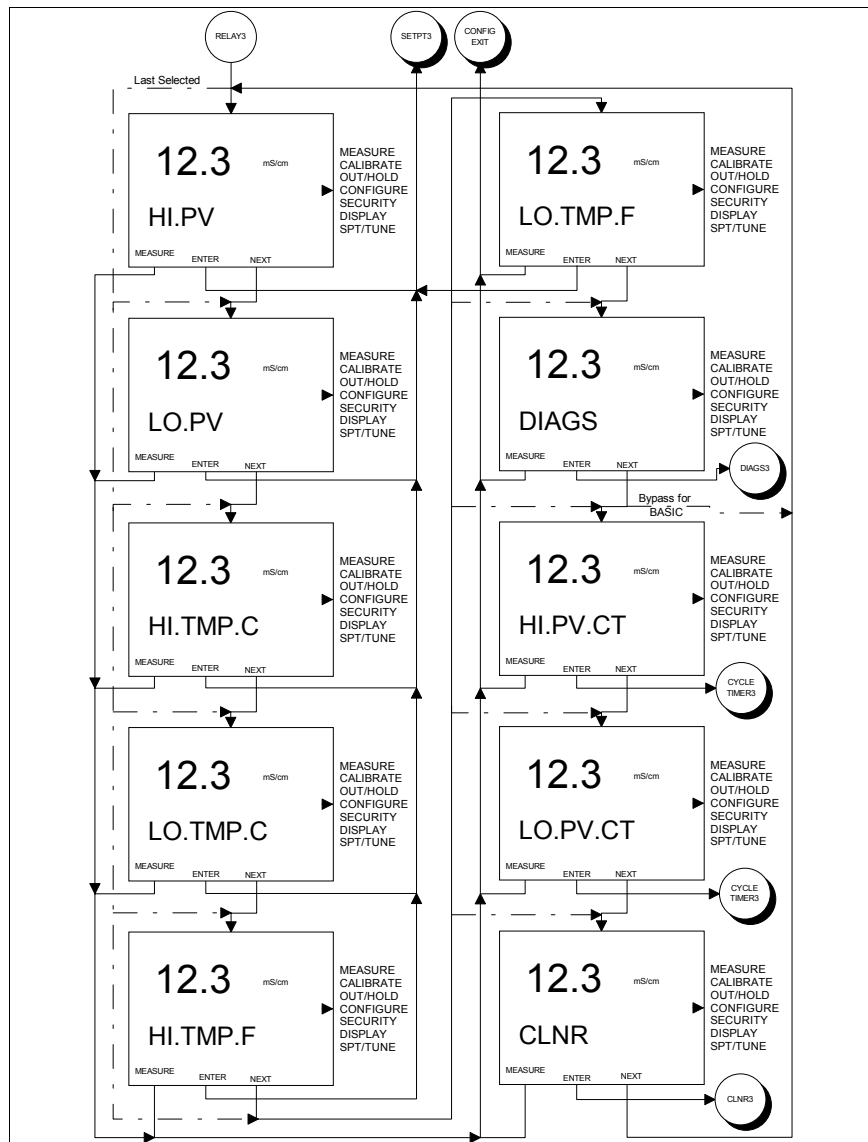 RELAY3
SETPT3
CONFIG
EXIT
Last Selected
12.3 mS/cm
HI.PV
MEASURE
CALIBRATE
OUT/HOLD
CONFIGURE
SECURITY
DISPLAY
SPT/TUNE
MEASURE ENTER NEXT
12.3 mS/cm
LO.PV
MEASURE
CALIBRATE
OUT/HOLD
CONFIGURE
SECURITY
DISPLAY
SPT/TUNE
MEASURE ENTER NEXT
12.3 mS/cm
HI.TMP.C
MEASURE
CALIBRATE
OUT/HOLD
CONFIGURE
SECURITY
DISPLAY
SPT/TUNE
MEASURE ENTER NEXT
12.3 mS/cm
LO.TMP.C
MEASURE
CALIBRATE
OUT/HOLD
CONFIGURE
SECURITY
DISPLAY
SPT/TUNE
MEASURE ENTER NEXT
12.3 mS/cm
HI.TMP.F
MEASURE
CALIBRATE
OUT/HOLD
CONFIGURE
SECURITY
DISPLAY
SPT/TUNE
MEASURE ENTER NEXT
12.3 mS/cm
LO.TMP.F
MEASURE
CALIBRATE
OUT/HOLD
CONFIGURE
SECURITY
DISPLAY
SPT/TUNE
MEASURE ENTER NEXT
12.3 mS/cm
DIAGS
MEASURE
CALIBRATE
OUT/HOLD
CONFIGURE
SECURITY
DISPLAY
SPT/TUNE
MEASURE ENTER NEXT
DIAGS3
Bypass for
BASIC
12.3 mS/cm
HI.PV.CT
MEASURE
CALIBRATE
OUT/HOLD
CONFIGURE
SECURITY
DISPLAY
SPT/TUNE
MEASURE ENTER NEXT
CYCLE
TIMER3
12.3 mS/cm
LO.PV.CT
MEASURE
CALIBRATE
OUT/HOLD
CONFIGURE
SECURITY
DISPLAY
SPT/TUNE
MEASURE ENTER NEXT
CYCLE
TIMER3
12.3 mS/cm
CLNR
MEASURE
CALIBRATE
OUT/HOLD
CONFIGURE
SECURITY
DISPLAY
SPT/TUNE
MEASURE ENTER NEXT
CLNR3